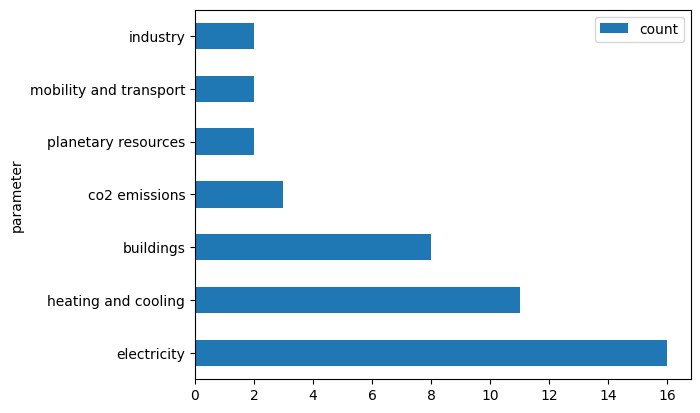 count
industry
mobility and transport
planetary resources
co2 emissions
buildings
heating and cooling
electricity
parameter
0 2 4 6 8 10 12 14 16